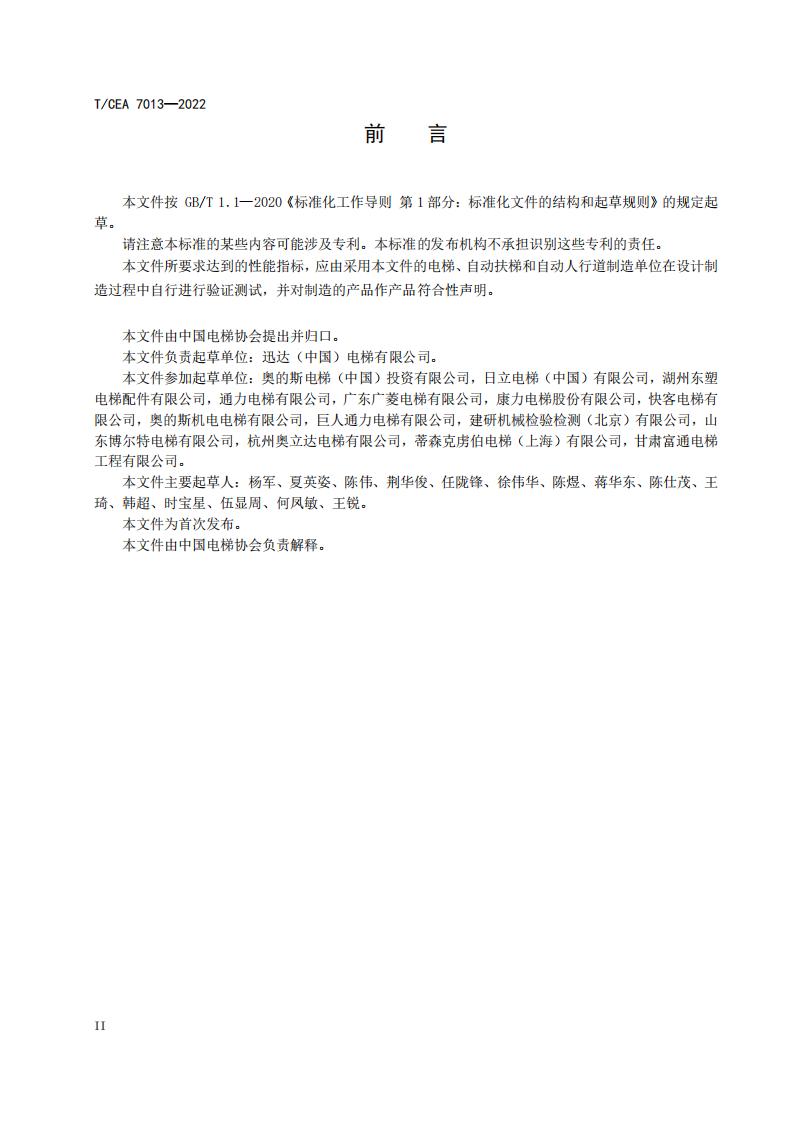 T/CEA 7013—2022
前 言
本文件按 GB/T 1.1—2020《标准化工作导则 第1部分：标准化文件的结构和起草规则》的规定起
草。
请注意本标准的某些内容可能涉及专利。本标准的发布机构不承担识别这些专利的责任。
本文件所要求达到的性能指标，应由采用本文件的电梯、自动扶梯和自动人行道制造单位在设计制
造过程中自行进行验证测试，并对制造的产品作产品符合性声明。
本文件由中国电梯协会提出并归口。
本文件负责起草单位：迅达（中国）电梯有限公司。
本文件参加起草单位：奥的斯电梯（中国）投资有限公司，日立电梯（中国）有限公司，湖州东塑
电梯配件有限公司，通力电梯有限公司，广东广菱电梯有限公司，康力电梯股份有限公司，快客电梯有
限公司，奥的斯机电电梯有限公司，巨人通力电梯有限公司，建研机械检验检测（北京）有限公司，山
东博尔特电梯有限公司，杭州奥立达电梯有限公司，蒂森克虏伯电梯（上海）有限公司，甘肃富通电梯
工程有限公司。
本文件主要起草人：杨军、夏英姿、陈伟、荆华俊、任陇锋、徐伟华、陈煜、蒋华东、陈仕茂、王
琦、韩超、时宝星、伍显周、何凤敏、王锐。
本文件为首次发布。
本文件由中国电梯协会负责解释。
II